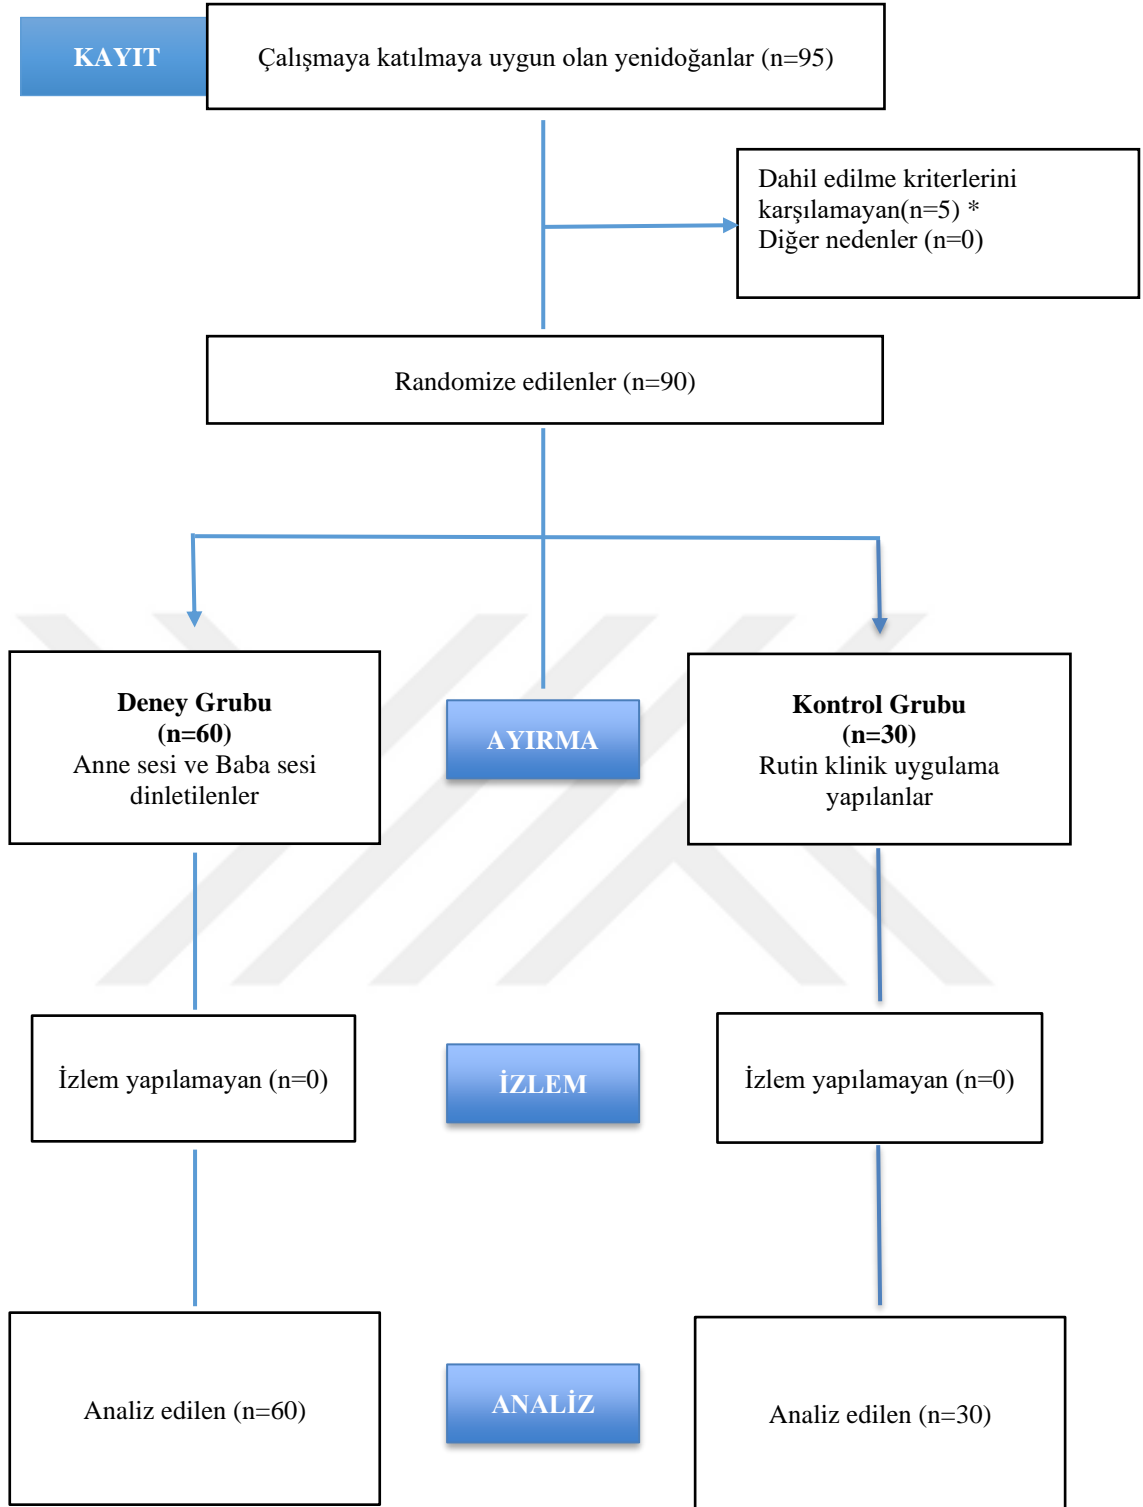 KAYIT
Çalışmaya katılmaya uygun olan yenidoğanlar (n=95)
Dahil edilme kriterlerini
karşılamayan(n=5) *
Diğer nedenler (n=0)
Randomize edilenler (n=90)
Deney Grubu
(n=60)
Anne sesi ve Baba sesi
dinletilenler
AYIRMA
Kontrol Grubu
(n=30)
Rutin klinik uygulama
yapılanlar
İzlem yapılamayan (n=0)
İZLEM
İzlem yapılamayan (n=0)
Analiz edilen (n=60)
ANALİZ
Analiz edilen (n=30)